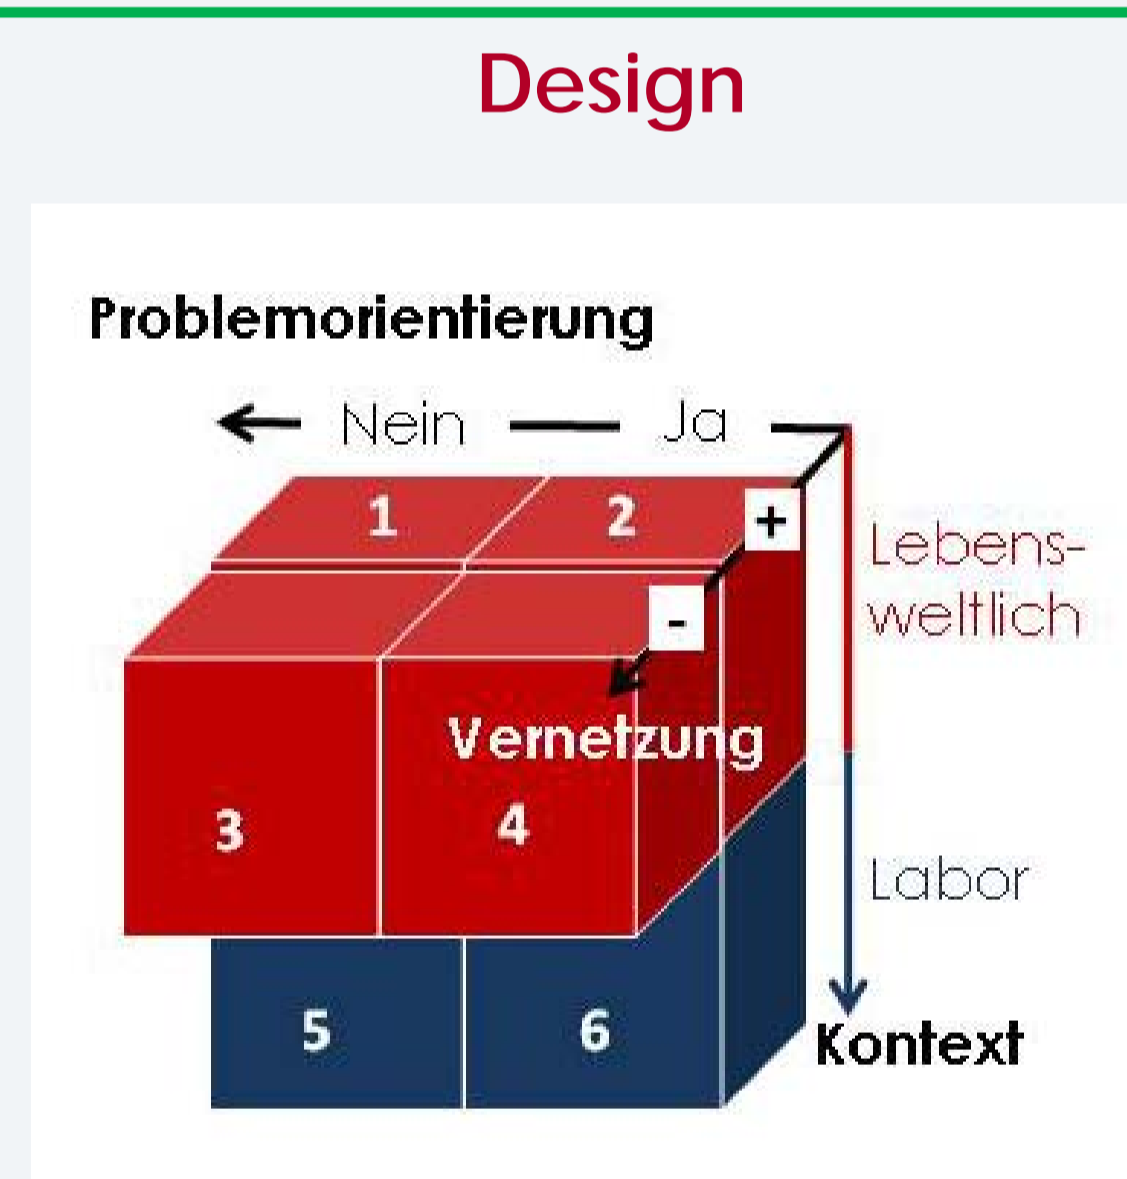 Design
Problemorientierung
Nein
Ja
1
2
+
-
Lebens-
weltlich
Vernetzung
3
4
Labor
5
6
Kontext